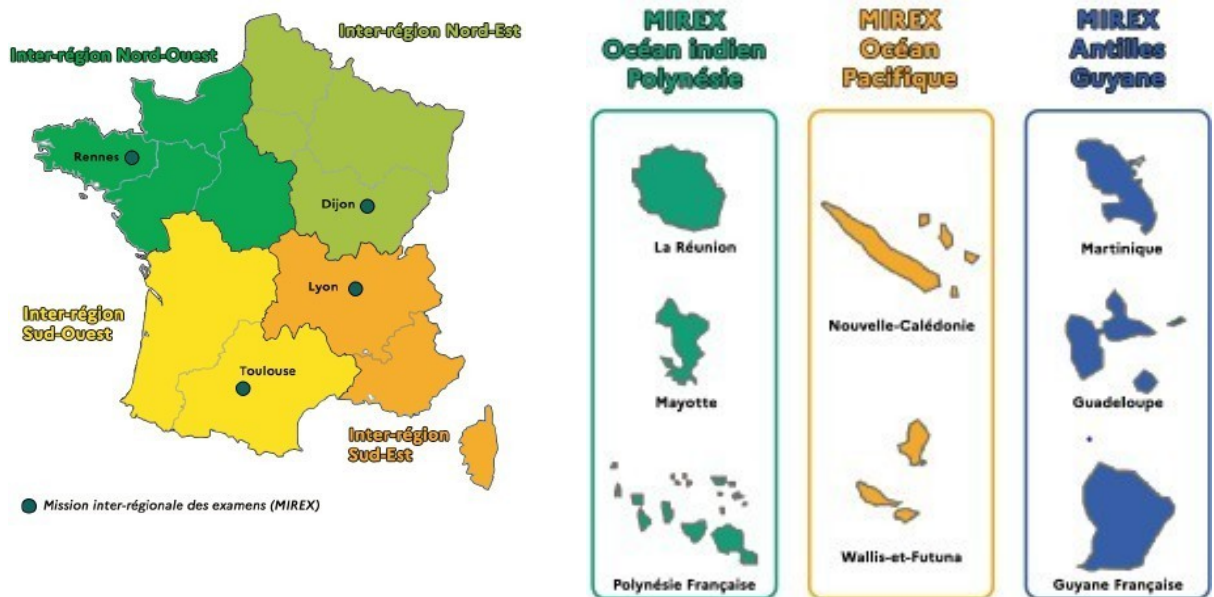 Inter-région Nord-Est
Inter-région Nord-Ouest
Rennes
Dijon
Lyon
Inter-région
Sud-Ouest
Toulouse
Inter-région
Sud-Est
Mission inter-régionale des examens (MIREX)
MIREX
Océan indien
Polynésie
La Réunion
Mayotte
Polynésie Française
MIREX
Océan
Pacifique
Nouvelle-Calédonie
Wallis-et-Futuna
MIREX
Antilles
Guyane
Martinique
Guadeloupe
Guyane Française